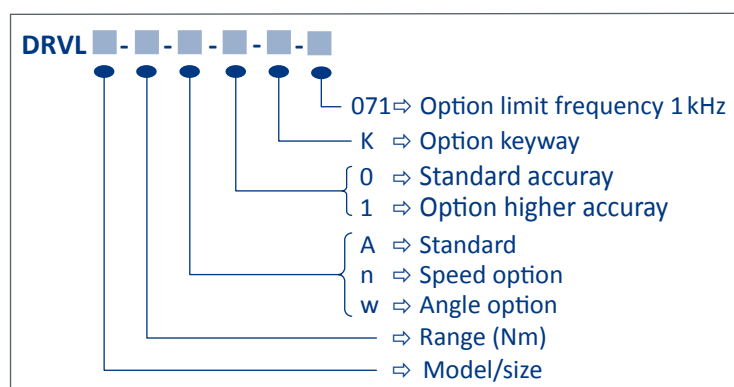 DRVL - - - - -
071⇨ Option limit frequency 1 kHz
K ⇨ Option keyway
0 ⇨ Standard accuray
1 ⇨ Option higher accuray
A ⇨ Standard
n ⇨ Speed option
w ⇨ Angle option
⇨ Range (Nm)
⇨ Model/size